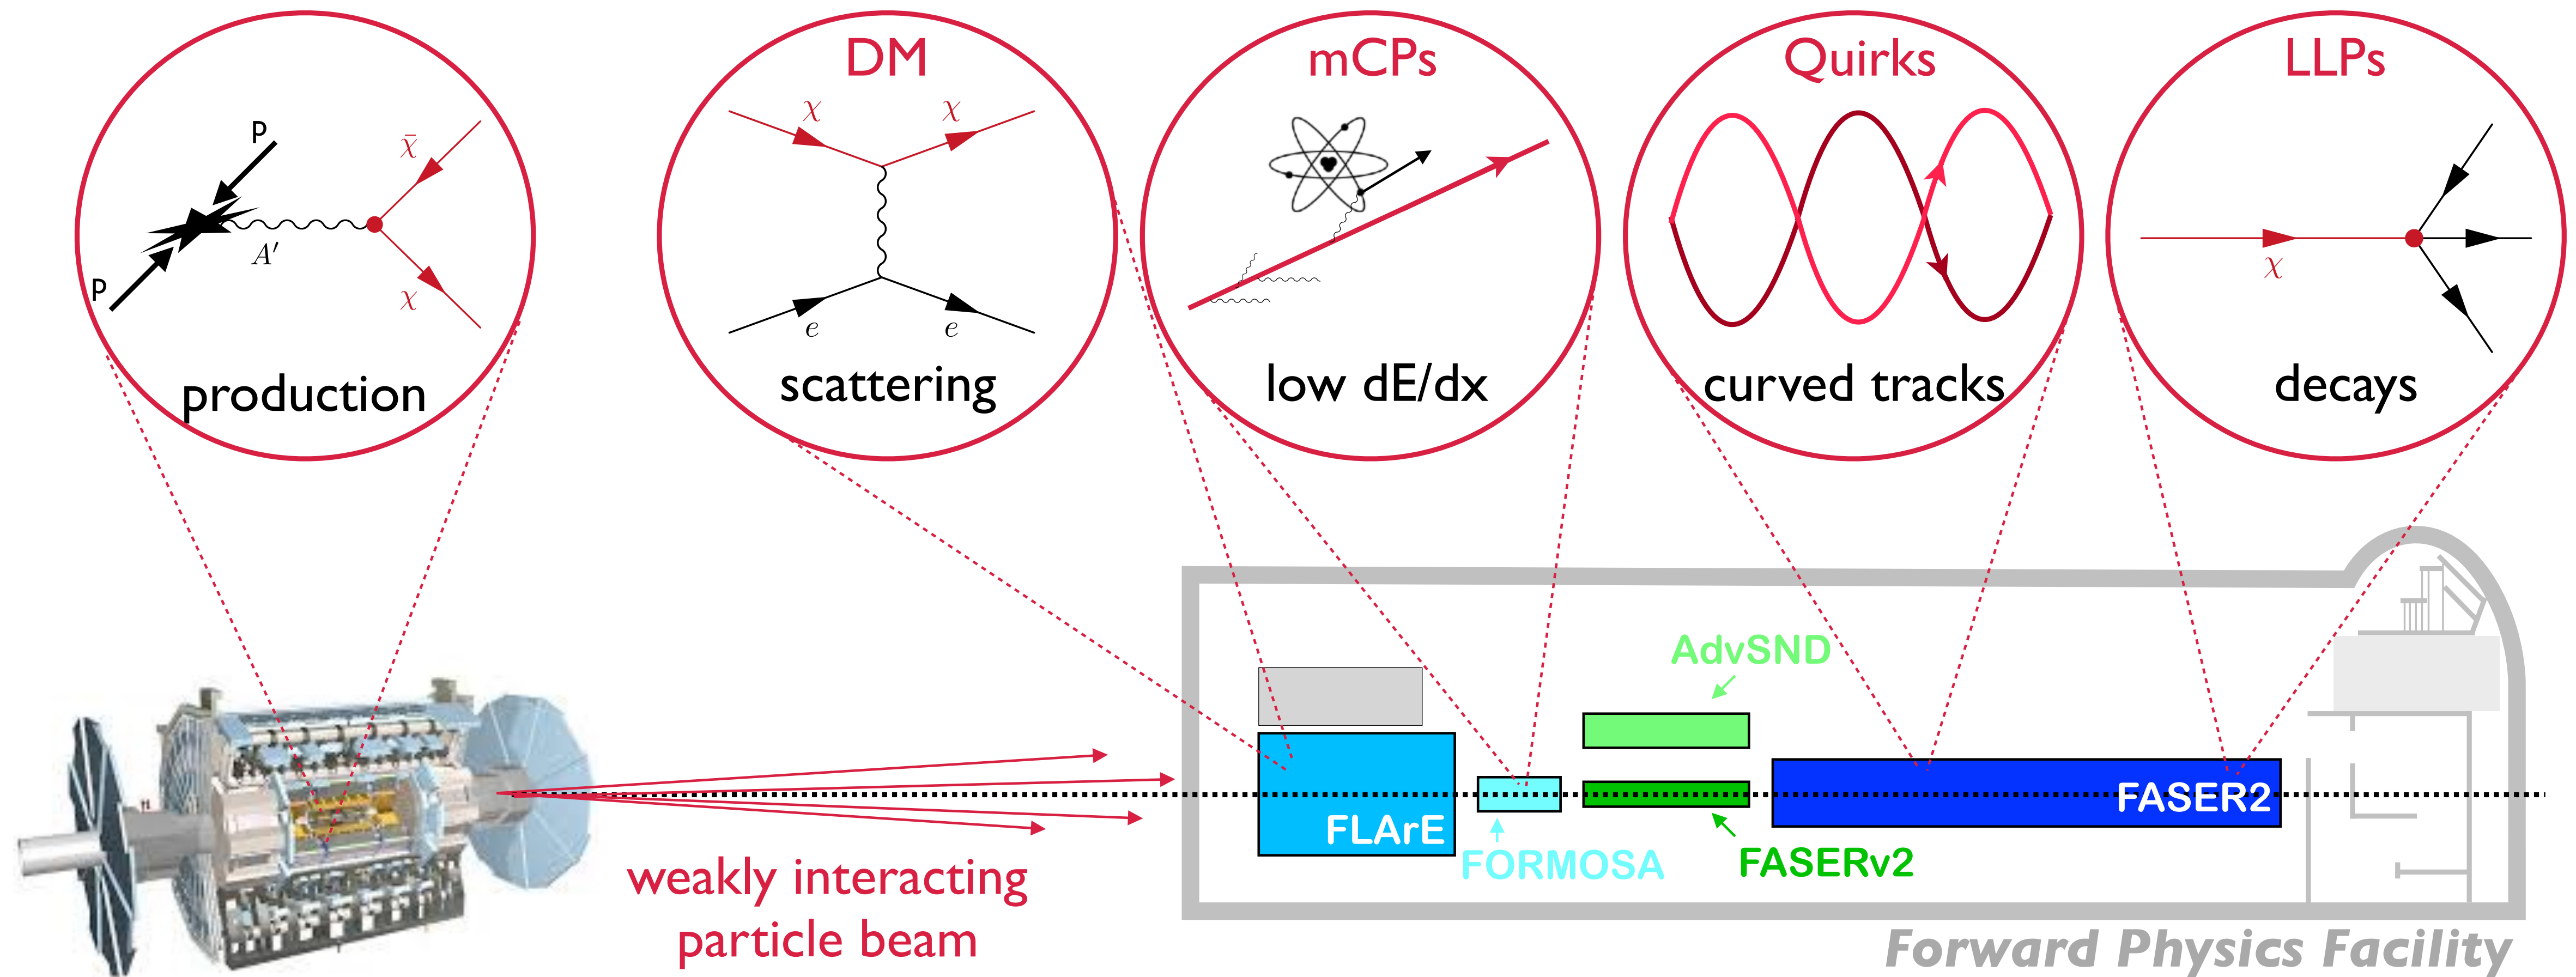 P
P
A′
χ̄
χ
production
DM
χ
χ
e
e
scattering
mCPs
low dE/dx
Quirks
curved tracks
LLPs
χ
decays
weakly interacting
particle beam
AdvSND
FLArE
FORMOSA
FASERv2
FASER2
Forward Physics Facility